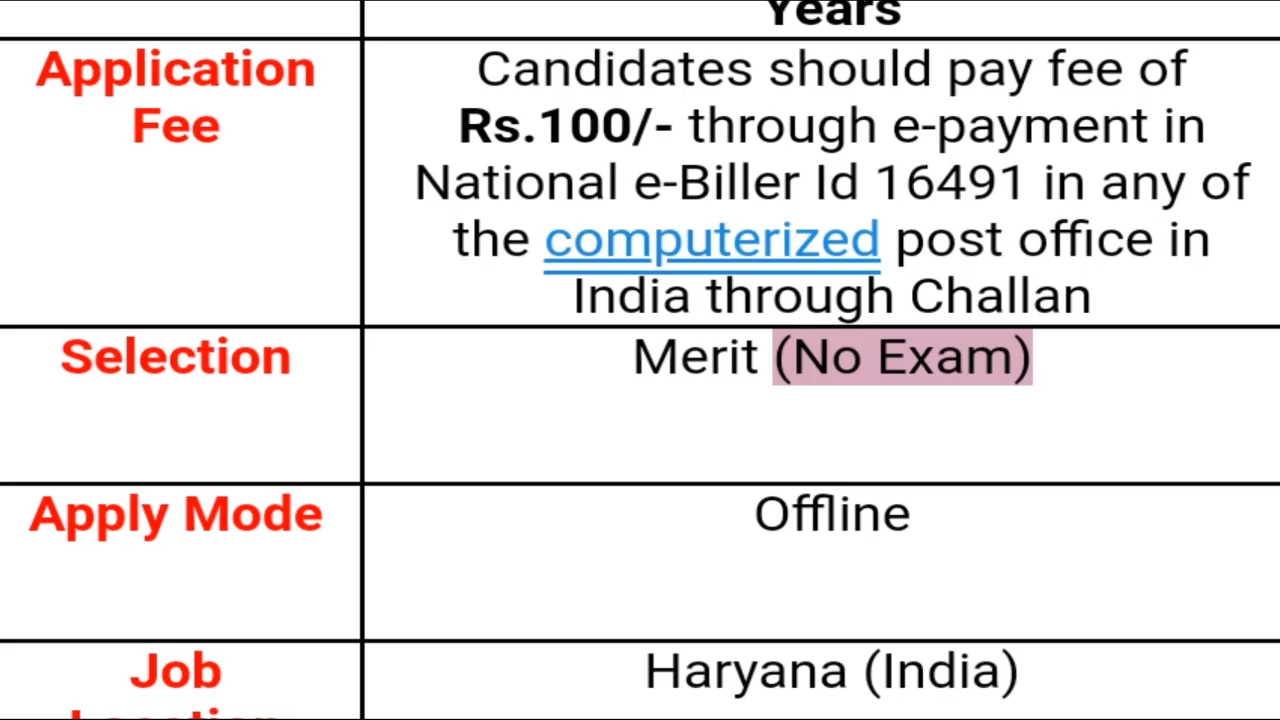 Years
Application
Fee
Candidates should pay fee of
Rs.100/- through e-payment in
National e-Biller Id 16491 in any of
the computerized post office in
India through Challan
Selection
Merit (No Exam)
Apply Mode
Offline
Job
Location
Haryana (India)